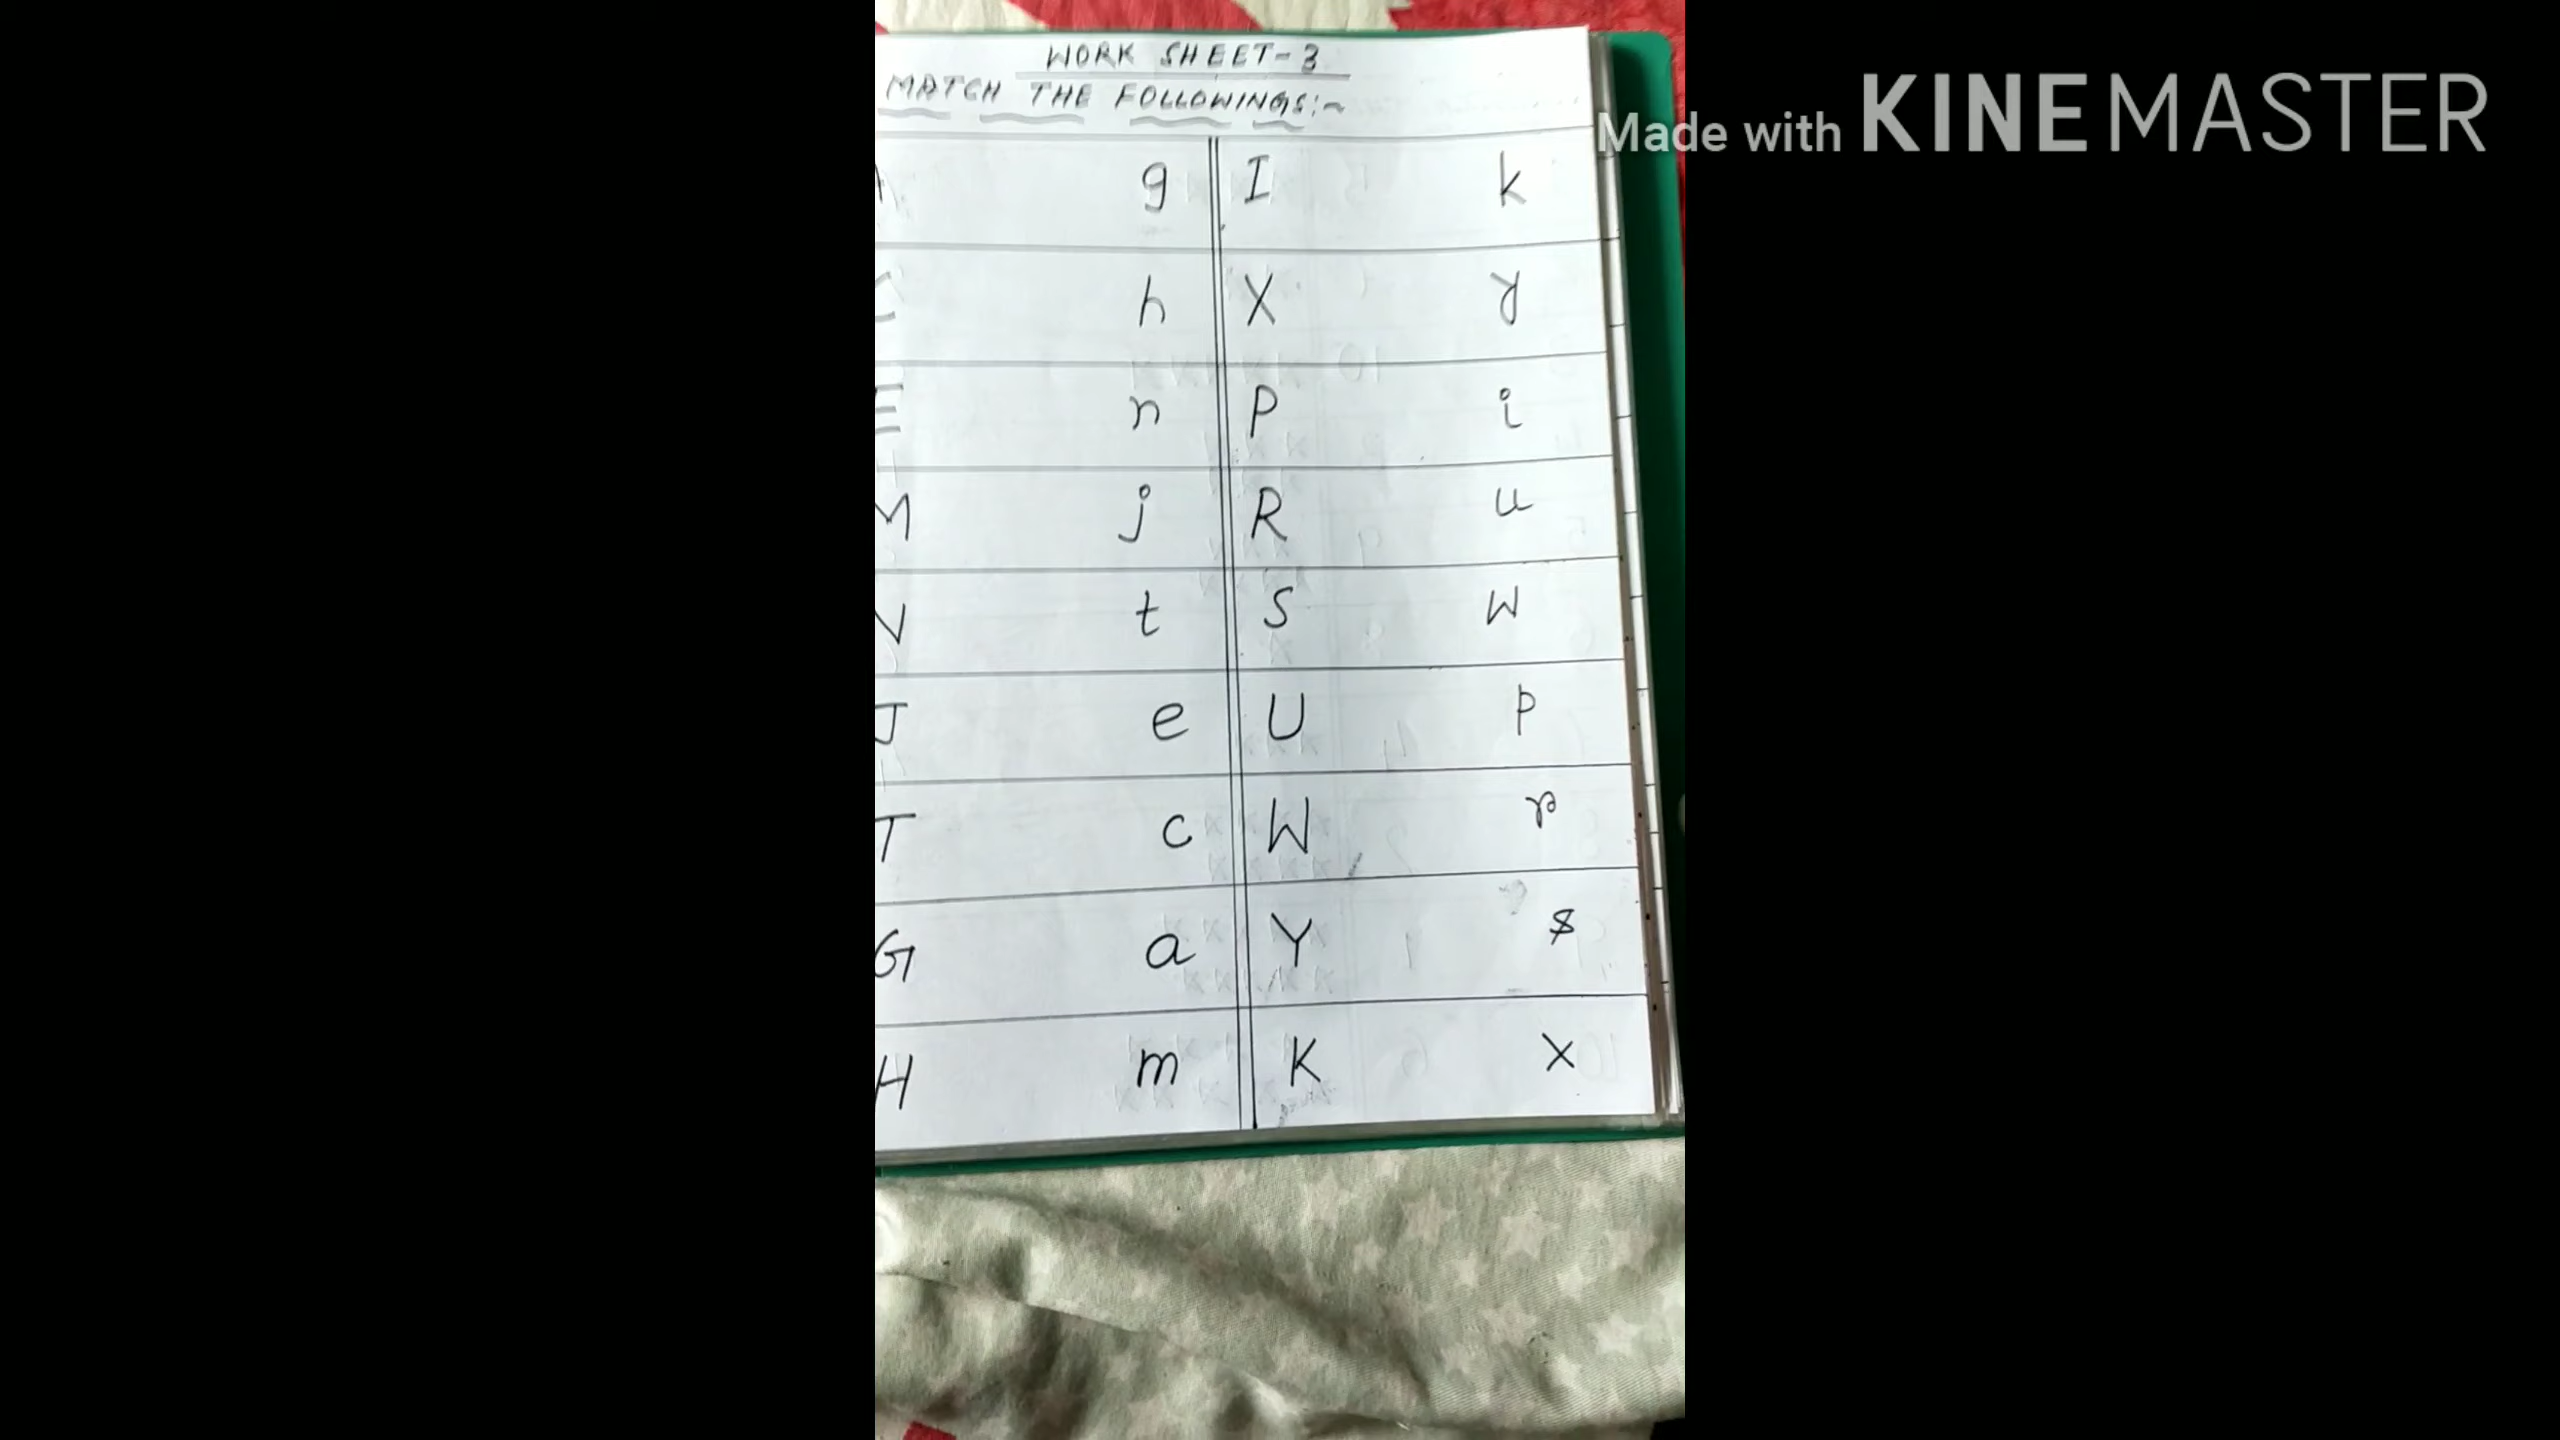 WORK SHEET-3
MATCH THE FOLLOWINGS:~
Made with KINEMASTER
g I k
h X y
E n P i
M j R u
N t S w
J e U p
T c W r
G a Y s
H m K x